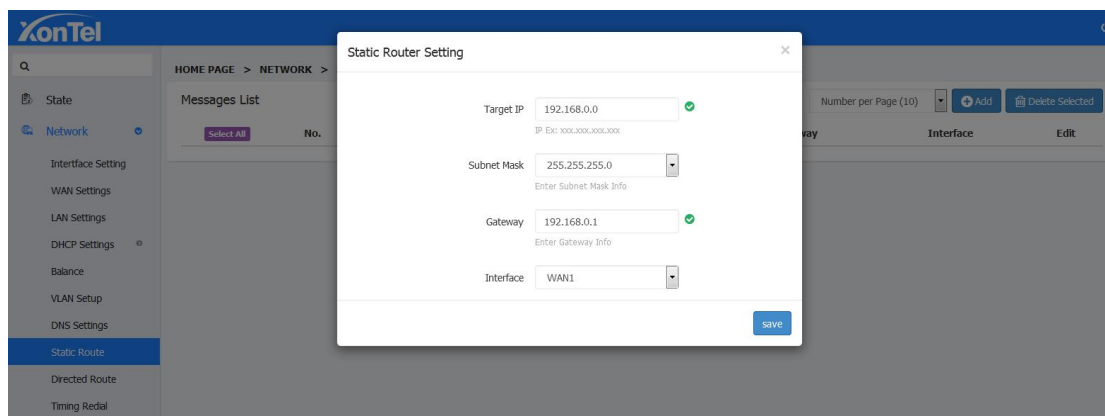 XonTel
HOME PAGE > NETWORK >
State
Network
Intertface Setting
WAN Settings
LAN Settings
DHCP Settings
Balance
VLAN Setup
DNS Settings
Static Route
Directed Route
Timing Redial
Messages List
Number per Page (10)
Add
Delete Selected
Select All No. way Interface Edit
Static Router Setting
×
Target IP 192.168.0.0
IP Ex: xxx.xxx.xxx.xxx
Subnet Mask 255.255.255.0
Enter Subnet Mask Info
Gateway 192.168.0.1
Enter Gateway Info
Interface WAN1
save